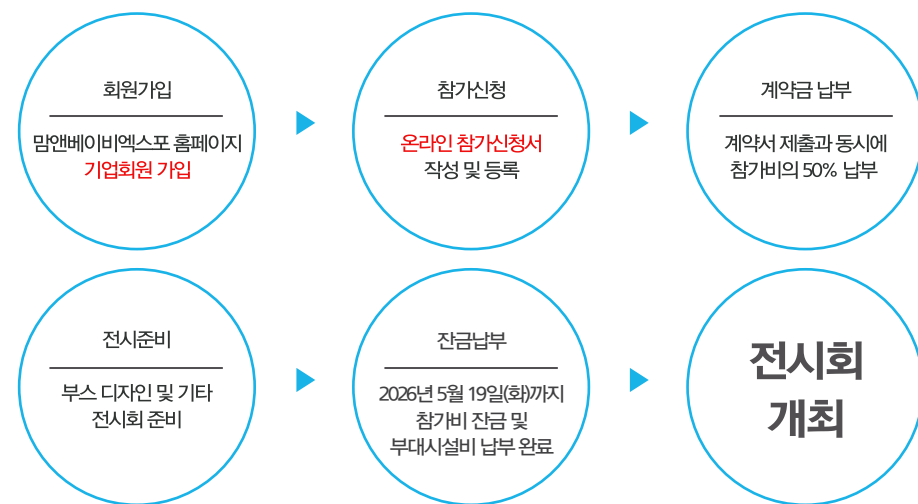 회원가입
맘앤베이비엑스포 홈페이지
기업회원 가입
참가신청
온라인 참가신청서
작성 및 등록
계약금 납부
계약서 제출과 동시에
참가비의 50% 납부
전시준비
부스 디자인 및 기타
전시회 준비
잔금납부
2026년 5월 19일(화)까지
참가비 잔금 및
부대시설비 납부 완료
전시회
개최